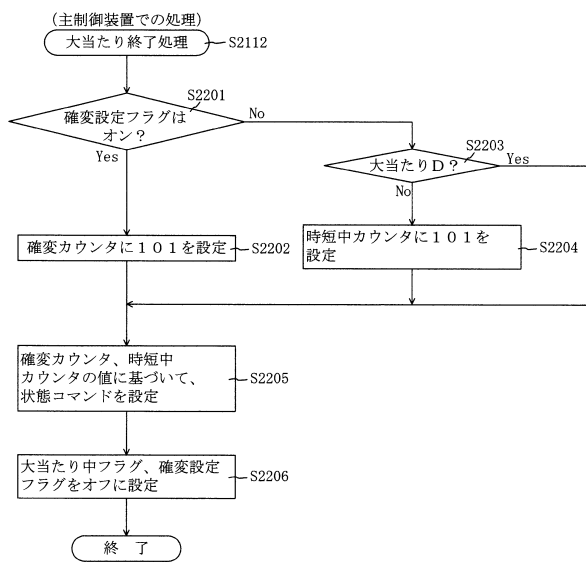 (主制御装置での処理)
大当たり終了処理
S2112
S2201
確変設定フラグは
オン?
No
Yes
S2203
大当たりD?
Yes
No
確変カウンタに101を設定
S2202
時短中カウンタに101を
設定
S2204
確変カウンタ、時短中
カウンタの値に基づいて、
状態コマンドを設定
S2205
大当たり中フラグ、確変設定
フラグをオフに設定
S2206
終 了